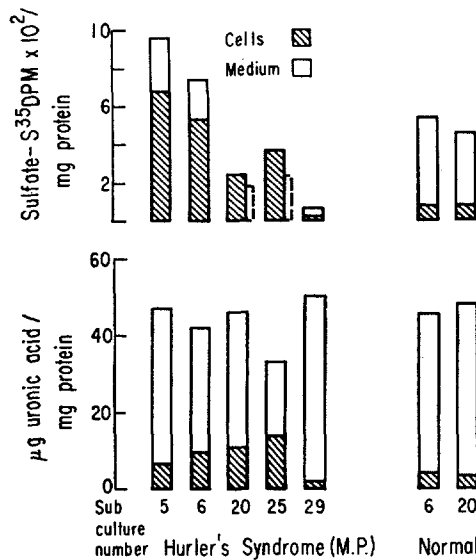 Sulfate-S35DPM x 10²/
mg protein
10
6
2
Cells
Medium
µg uronic acid/
mg protein
60
40
20
0
Sub
culture
number
5 6 20 25 29
6 20
Hurler's Syndrome (M.P.)
Normal